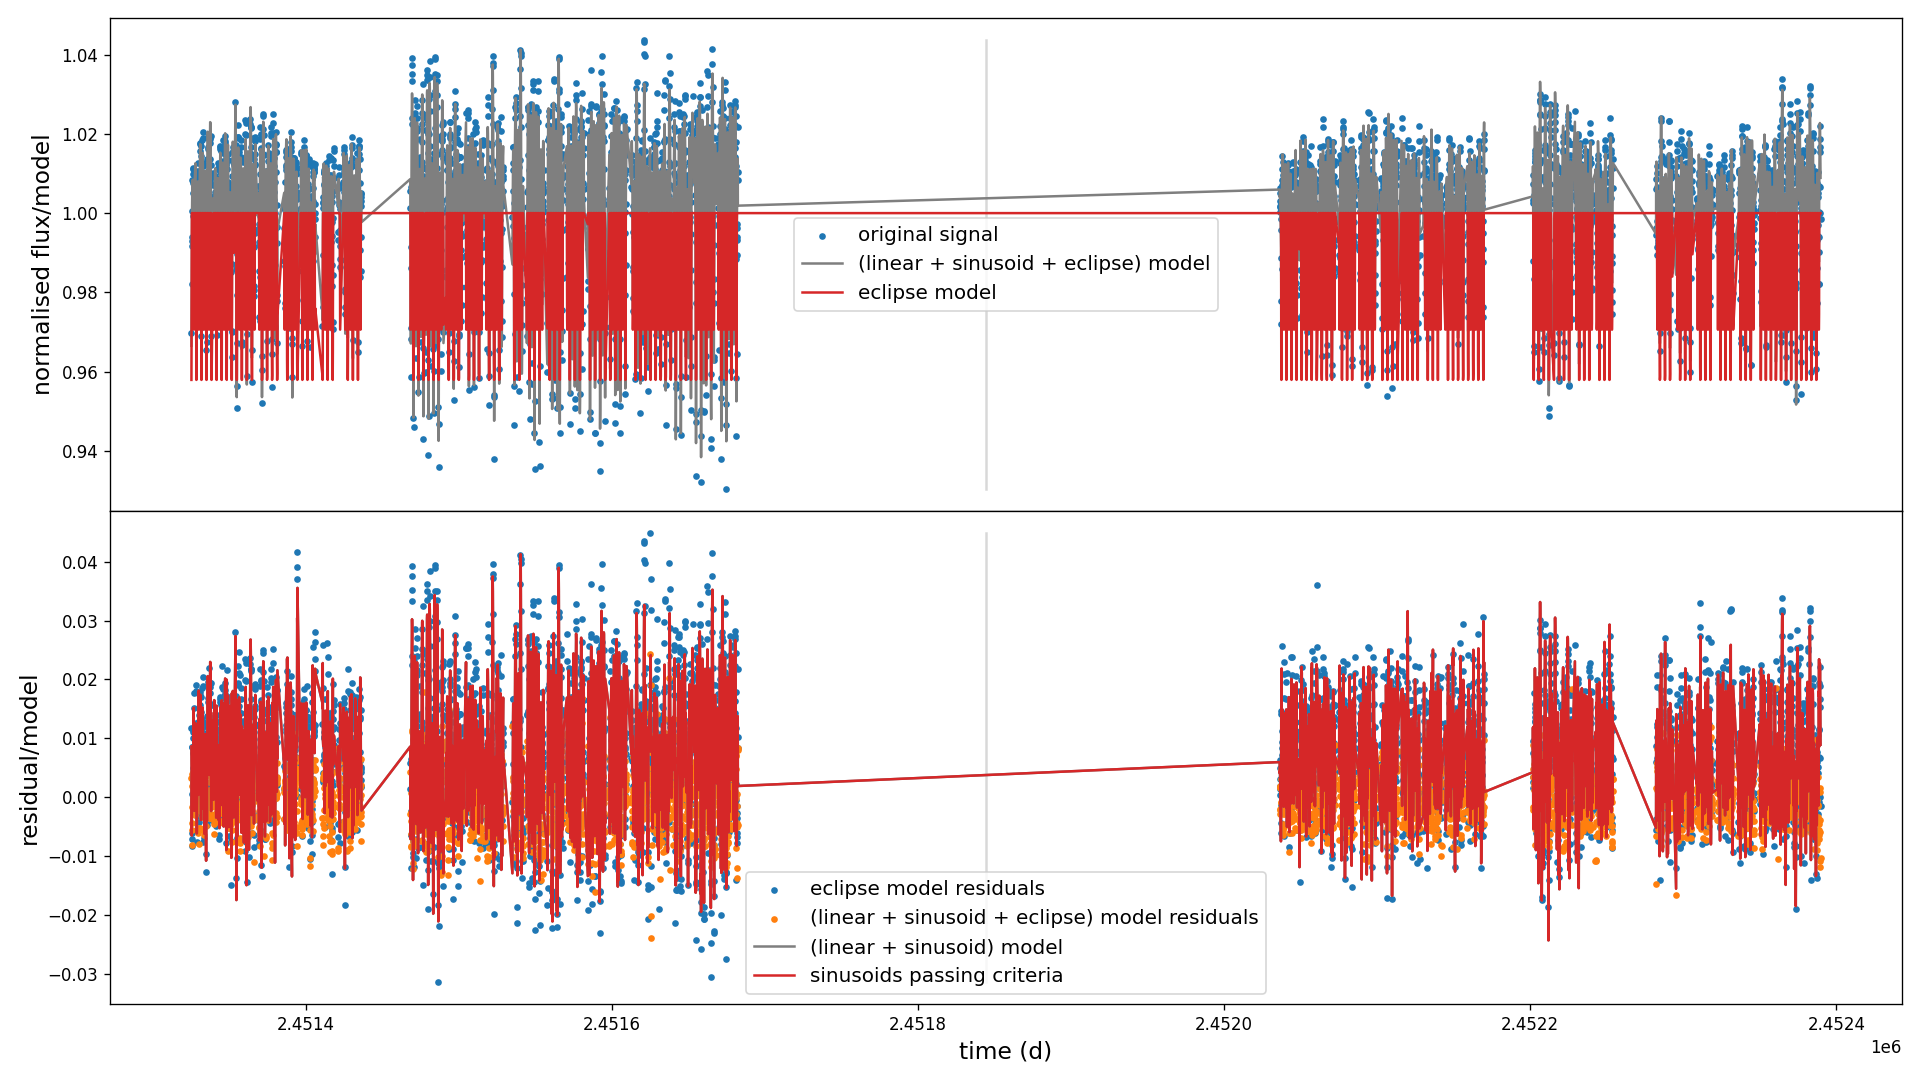 normalised flux/model
1.04
1.02
1.00
0.98
0.96
0.94
original signal
(linear + sinusoid + eclipse) model
eclipse model
residual/model
0.04
0.03
0.02
0.01
0.00
−0.01
−0.02
−0.03
eclipse model residuals
(linear + sinusoid + eclipse) model residuals
(linear + sinusoid) model
sinusoids passing criteria
2.4514 2.4516 2.4518 2.4520 2.4522 2.4524
time (d)
1e6